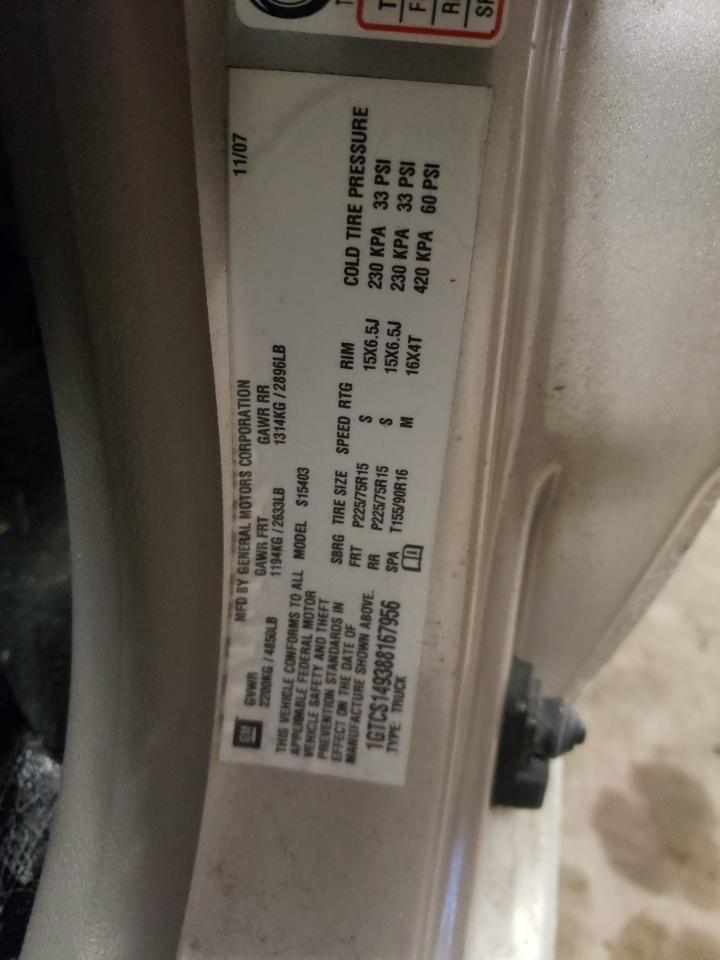 MFD BY GENERAL MOTORS CORPORATION 11/07
GM
GVWR GAWR FRT GAWR RR
2200KG / 4850LB 1194KG / 2633LB 1314KG / 2896LB
THIS VEHICLE CONFORMS TO ALL
APPLICABLE FEDERAL MOTOR
VEHICLE SAFETY AND THEFT
PREVENTION STANDARDS IN
EFFECT ON THE DATE OF
MANUFACTURE SHOWN ABOVE.
1GTCS149388167956
TYPE: TRUCK
MODEL S15403
SBRG TIRE SIZE SPEED RTG RIM COLD TIRE PRESSURE
FRT P225/75R15 S 15X6.5J 230 KPA 33 PSI
RR P225/75R15 S 15X6.5J 230 KPA 33 PSI
SPA T155/90R16 M 16X4T 420 KPA 60 PSI